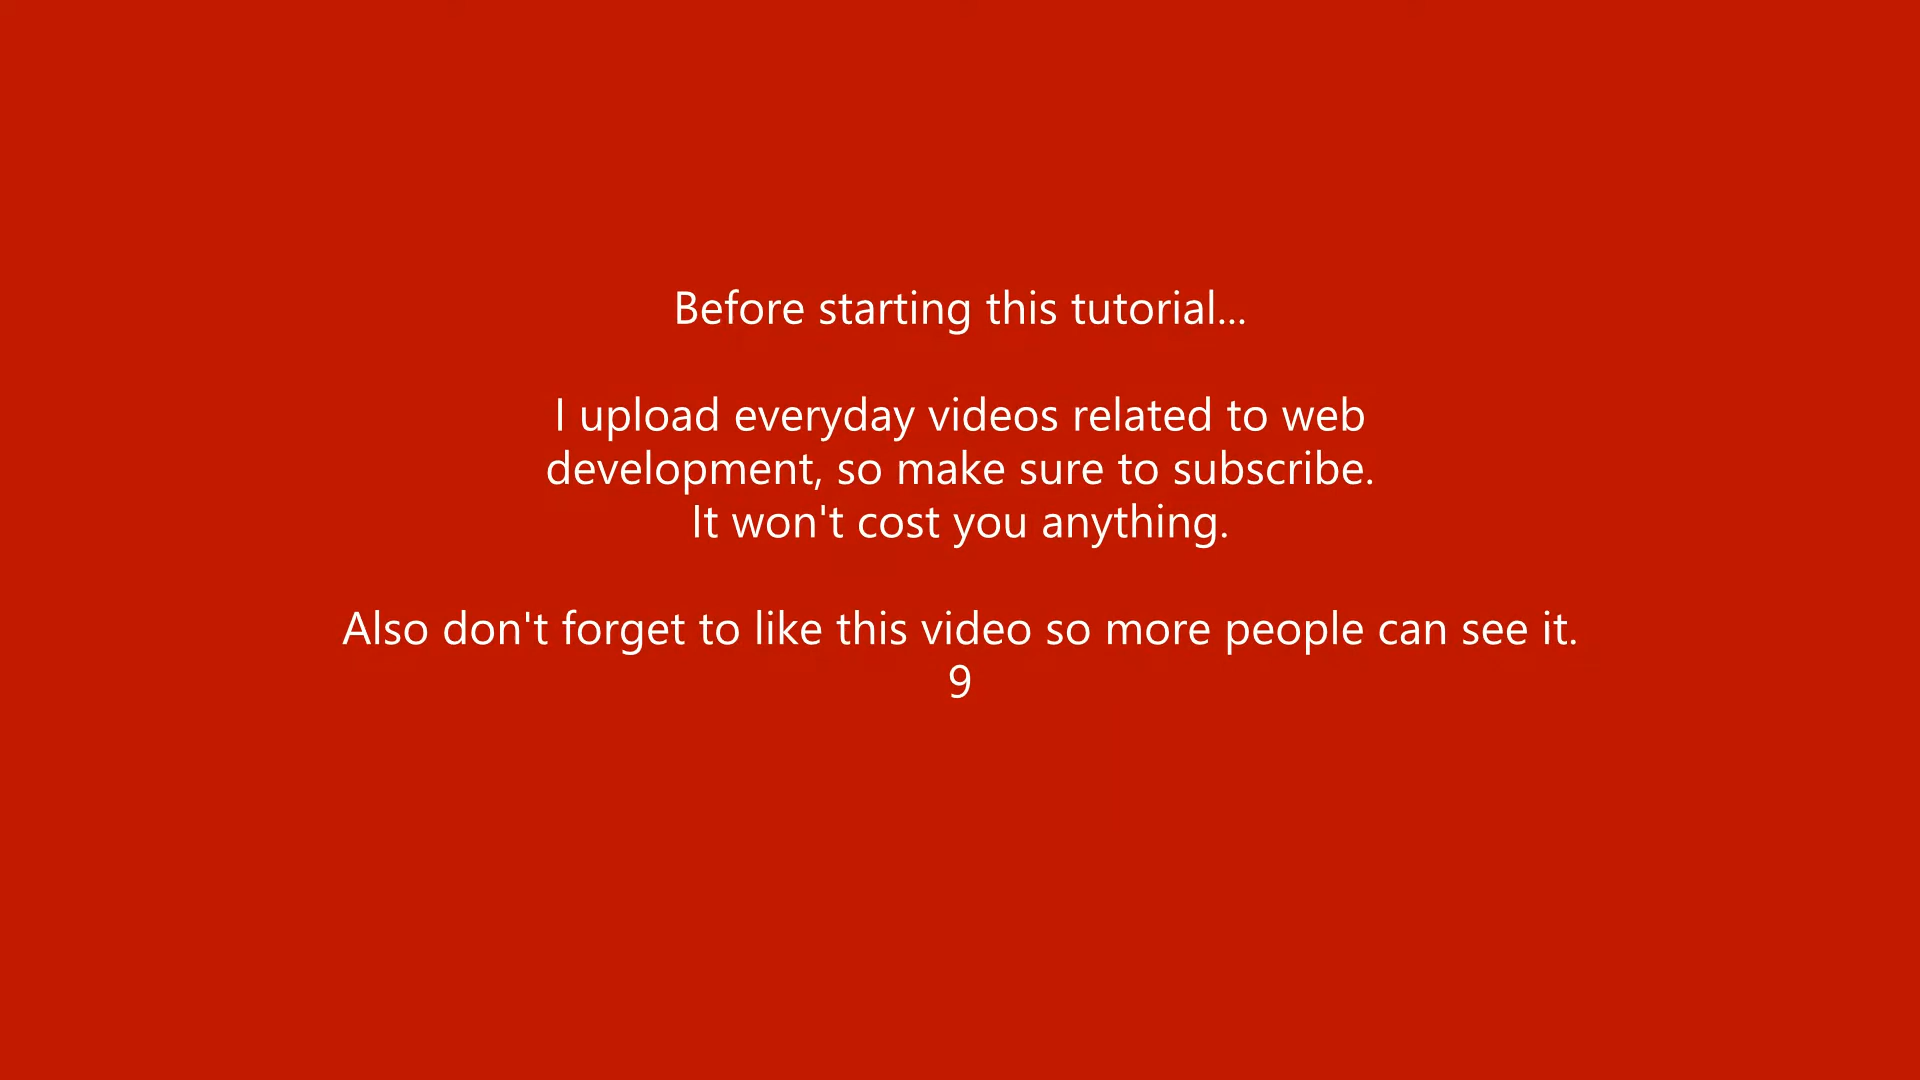 Before starting this tutorial...
I upload everyday videos related to web
development, so make sure to subscribe.
It won't cost you anything.
Also don't forget to like this video so more people can see it.
9